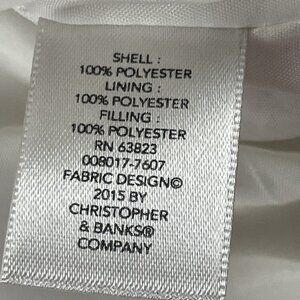 SHELL :
100% POLYESTER
LINING :
100% POLYESTER
FILLING :
100% POLYESTER
RN 63823
008017-7607
FABRIC DESIGN©
2015 BY
CHRISTOPHER
& BANKS®
COMPANY